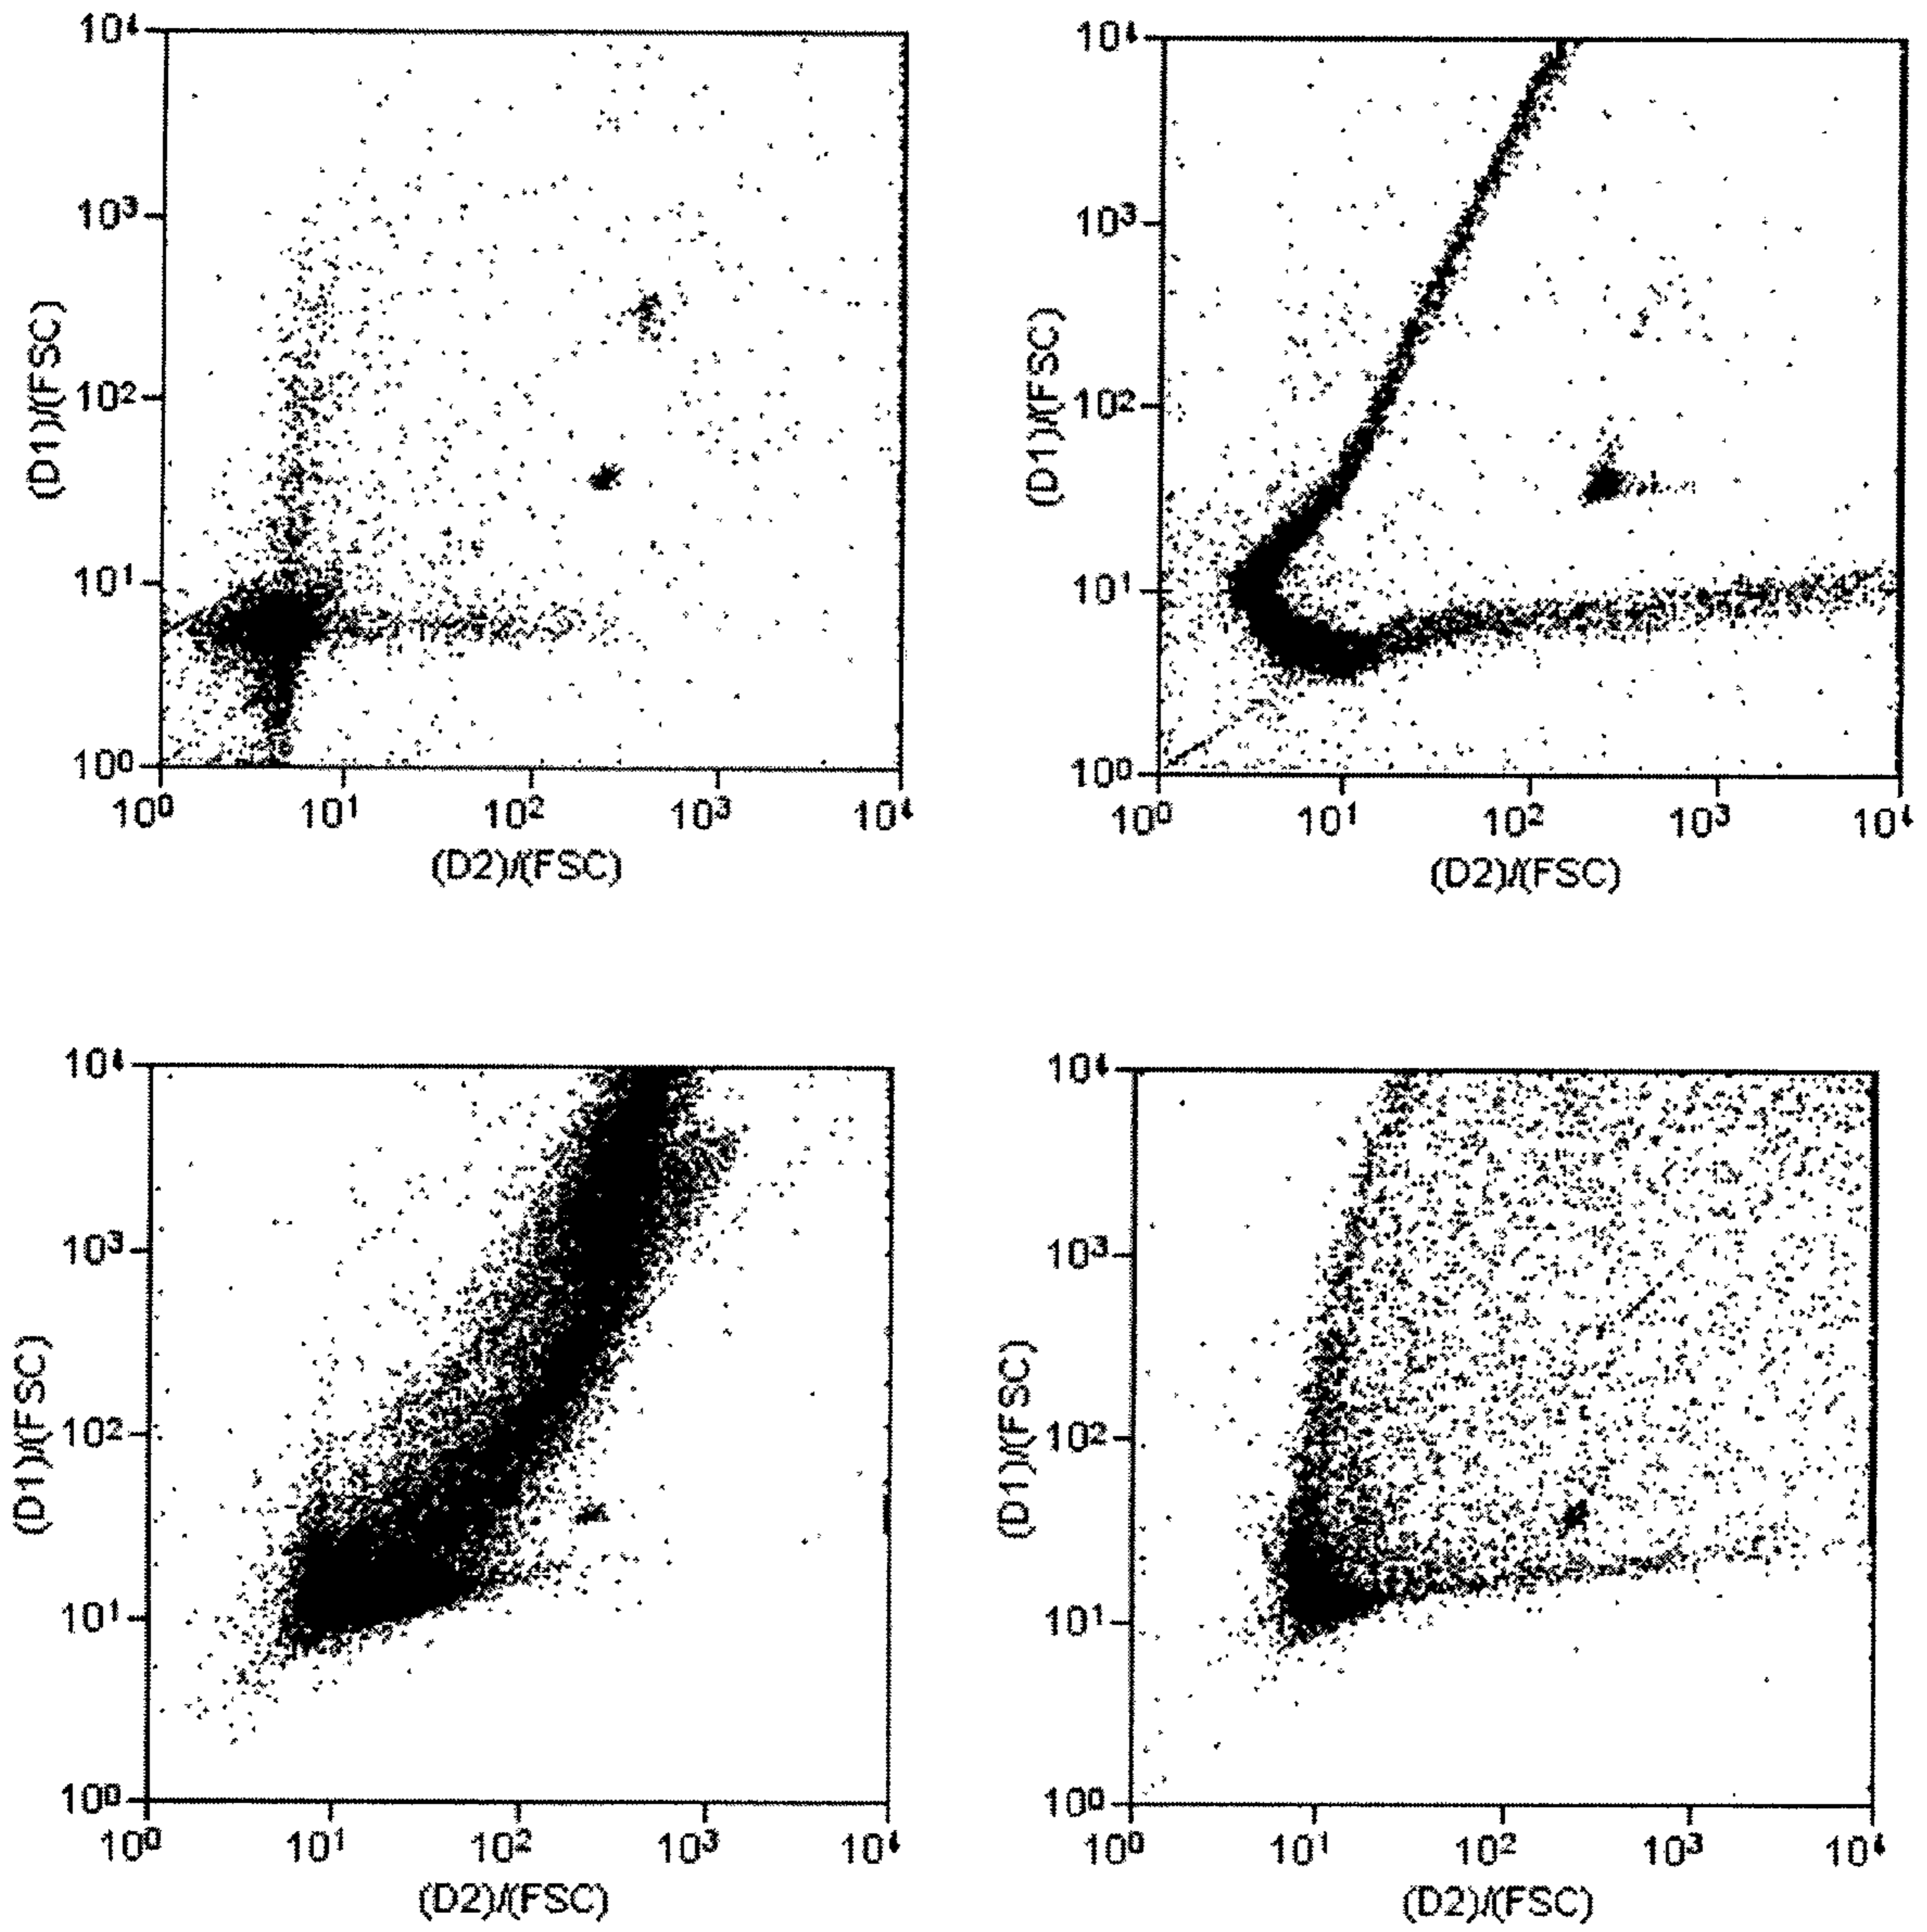 10⁴ 10⁴
10³ 10³
(D1)/(FSC) (D1)/(FSC)
10² 10²
10¹ 10¹
10⁰ 10⁰
10⁰ 10¹ 10² 10³ 10⁴ 10⁰ 10¹ 10² 10³ 10⁴
(D2)/(FSC) (D2)/(FSC)
10⁴ 10⁴
10³ 10³
(D1)/(FSC) (D1)/(FSC)
10² 10²
10¹ 10¹
10⁰ 10⁰
10⁰ 10¹ 10² 10³ 10⁴ 10⁰ 10¹ 10² 10³ 10⁴
(D2)/(FSC) (D2)/(FSC)